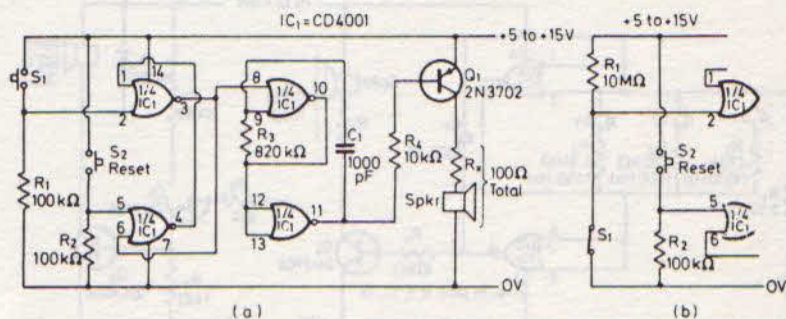 IC₁ = CD4001
+5 to +15V
S₁
1
14
1/4
IC₁
3
2
S₂
Reset
R₁
100kΩ
5
6
1/4
IC₁
4
7
R₂
100kΩ
8
1/4
IC₁
10
9
R₃
820kΩ
C₁
1000
pF
12
13
1/4
IC₁
11
R₄
10kΩ
Q₁
2N3702
Rₓ
100Ω
Total
Spkr
0V
(a)
+5 to +15V
R₁
10MΩ
1
1/4
IC₁
2
S₂
Reset
5
1/4
IC₁
6
S₁
R₂
100kΩ
0V
(b)